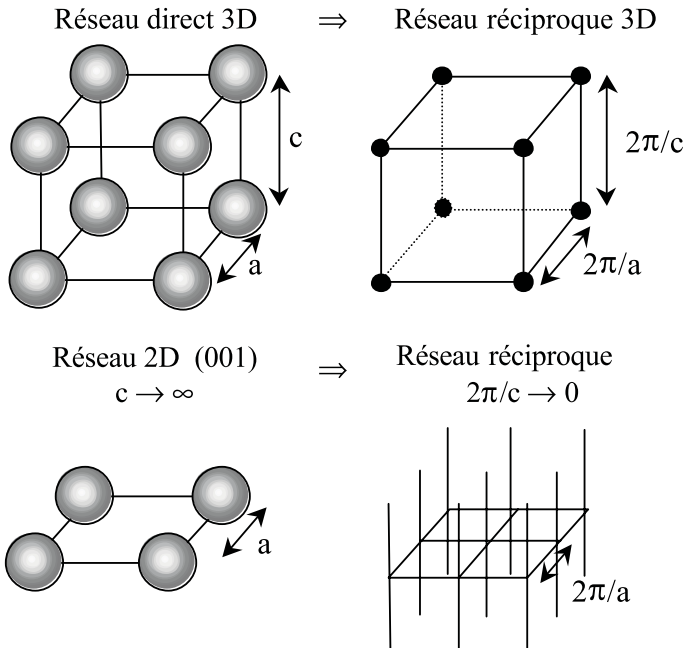 Réseau direct 3D ⇒ Réseau réciproque 3D
c
2π/c
a
2π/a
Réseau 2D (001) ⇒ Réseau réciproque
c → ∞
2π/c → 0
a
2π/a